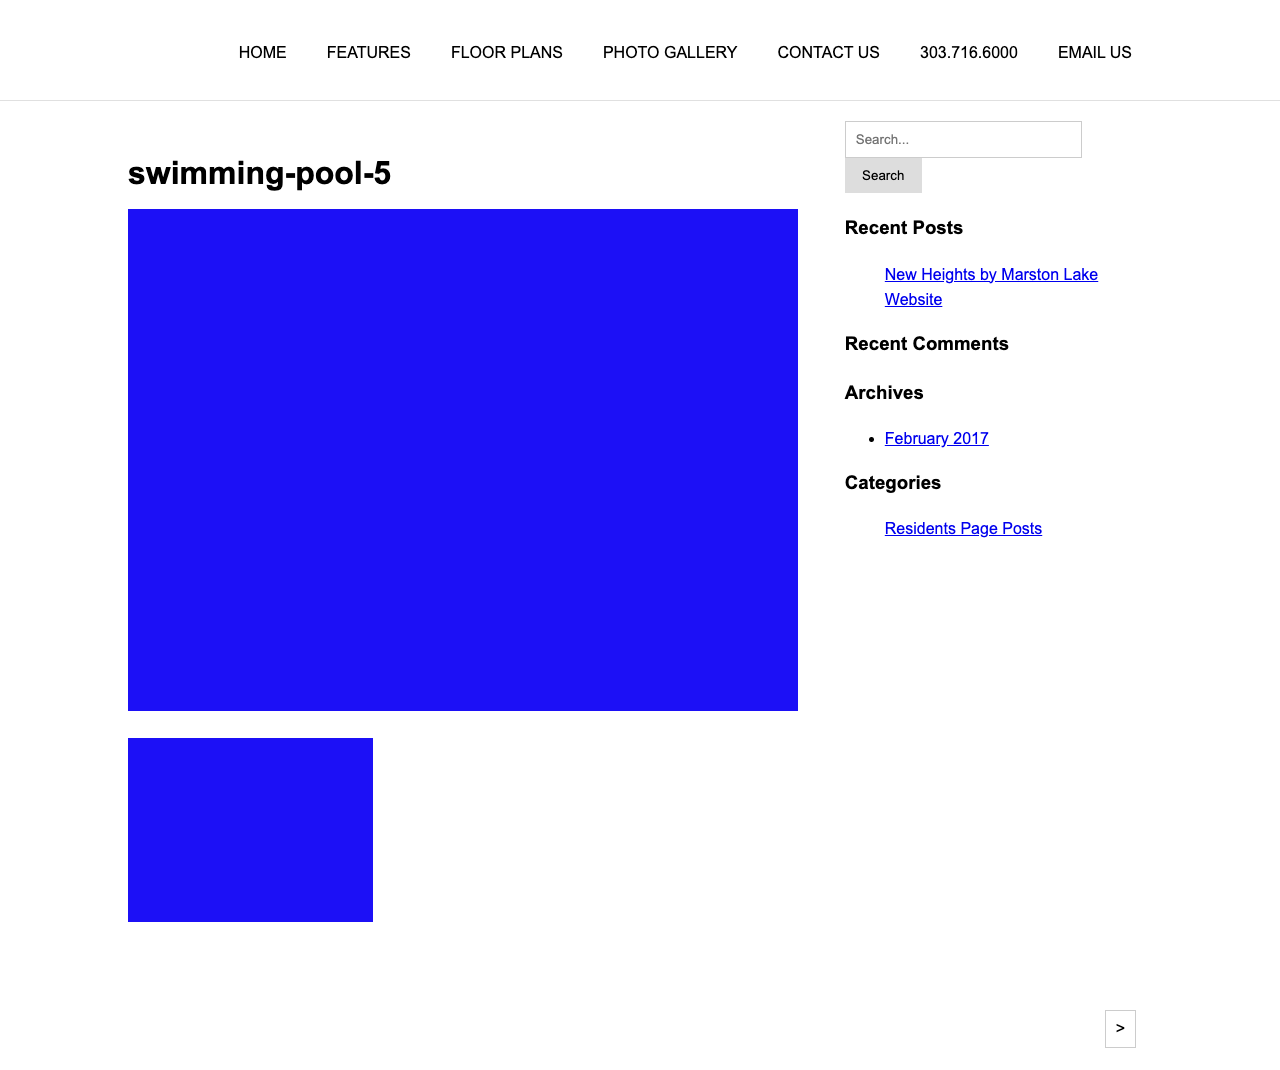 HOME FEATURES FLOOR PLANS PHOTO GALLERY CONTACT US 303.716.6000 EMAIL US
swimming-pool-5
Search...
Search
Recent Posts
New Heights by Marston Lake
Website
Recent Comments
Archives
February 2017
Categories
Residents Page Posts
>